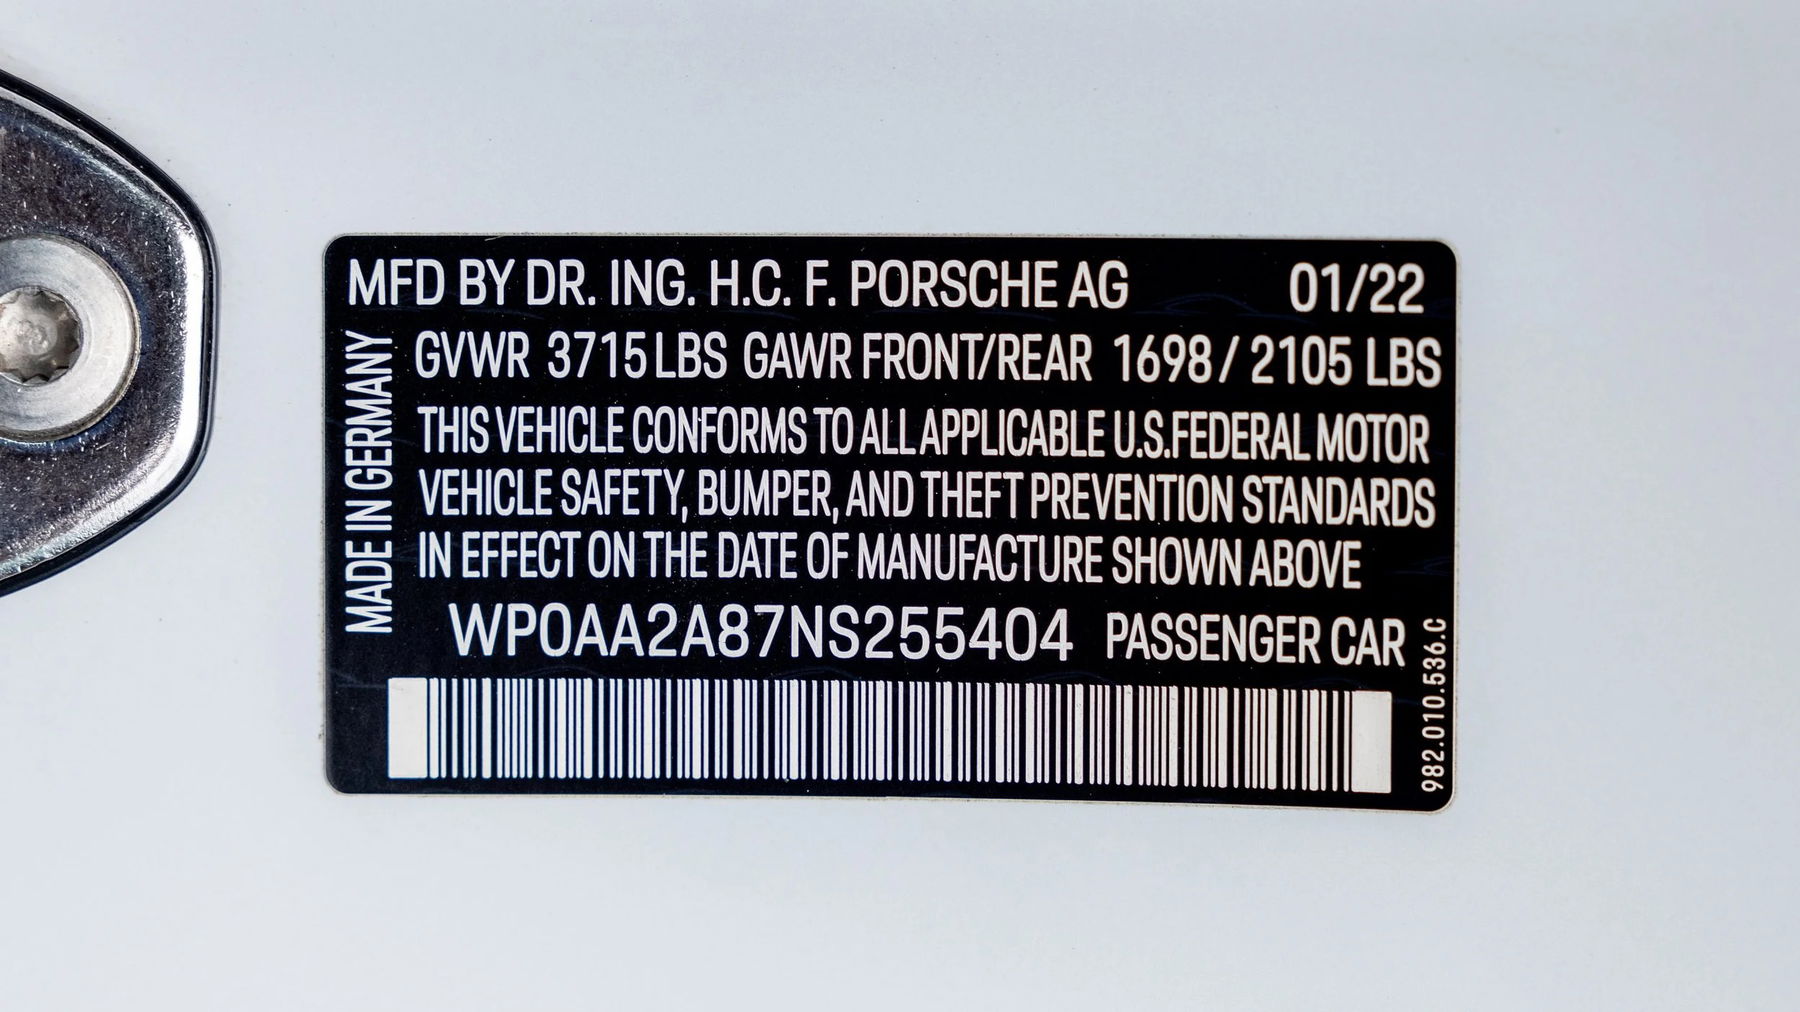 MFD BY DR. ING. H.C. F. PORSCHE AG 01/22
GVWR 3715 LBS GAWR FRONT/REAR 1698 / 2105 LBS
THIS VEHICLE CONFORMS TO ALL APPLICABLE U.S.FEDERAL MOTOR
VEHICLE SAFETY, BUMPER, AND THEFT PREVENTION STANDARDS
IN EFFECT ON THE DATE OF MANUFACTURE SHOWN ABOVE
WP0AA2A87NS255404 PASSENGER CAR
MADE IN GERMANY
982.010.536.C